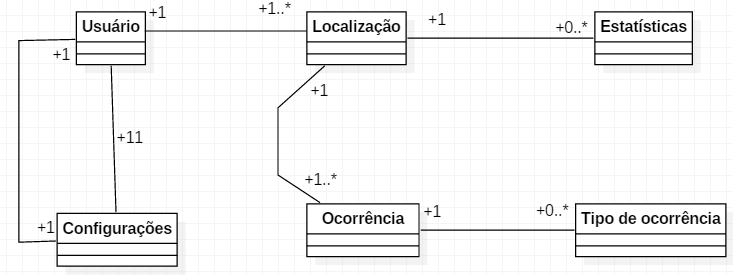 Usuário
+1
+1..*
Localização
+1
+0..*
Estatísticas
+1
+1
+11
+1..*
+1
Configurações
Ocorrência
+1
+0..*
Tipo de ocorrência